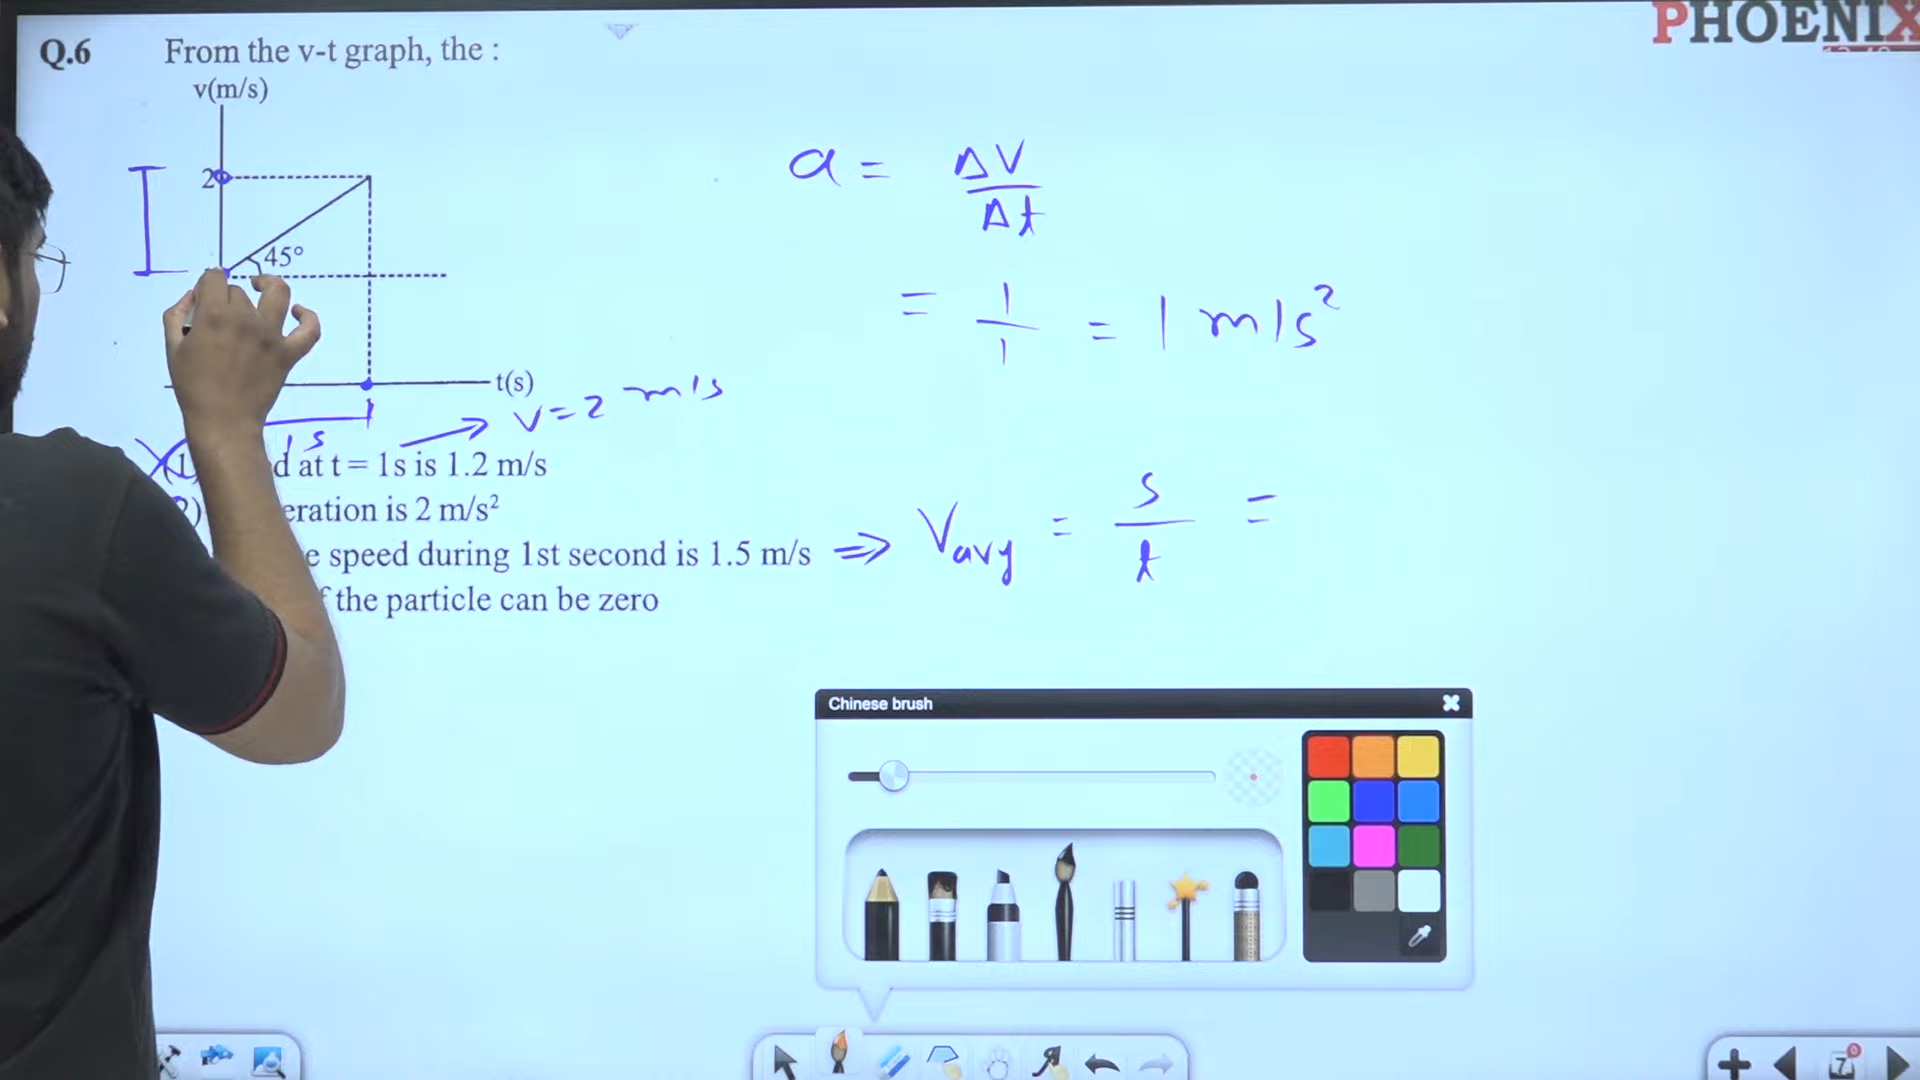 PHOENIX
Q.6 From the v-t graph, the :
v(m/s)
2
45°
t(s)
1 s
v = 2 m/s
d at t = 1s is 1.2 m/s
eration is 2 m/s²
e speed during 1st second is 1.5 m/s
the particle can be zero
a = ΔV
Δt
= 1
1
= 1 m/s²
⇒ Vavg = s
t
=
Chinese brush
7